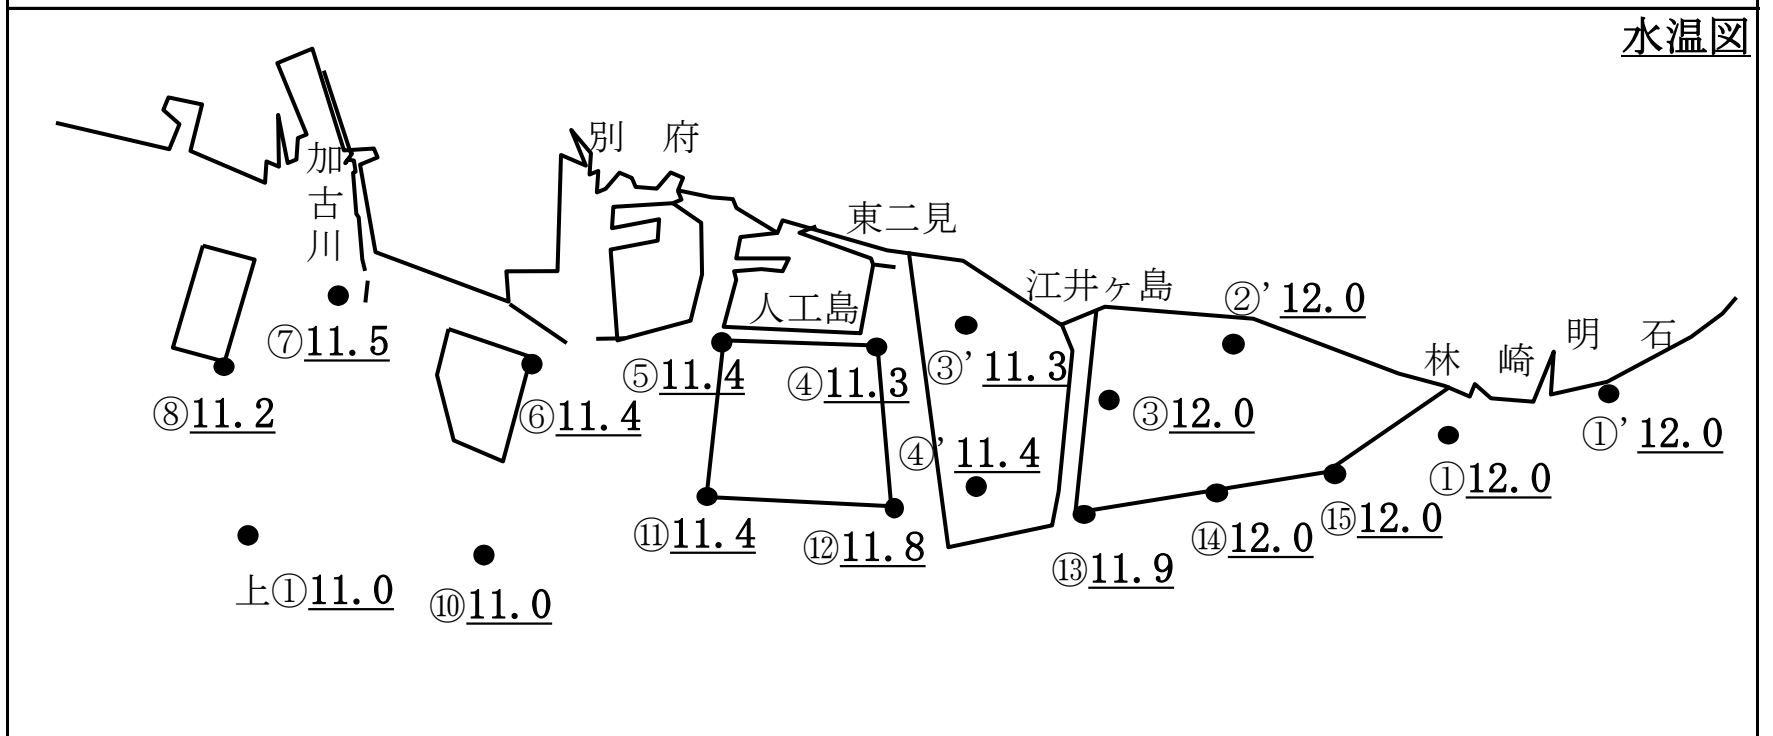 水温図
別 府
加古川
東二見
江井ヶ島
②' 12.0
人工島
明 石
林 崎
⑦11.5
⑤11.4
④11.3
③' 11.3
⑧11.2
⑥11.4
③12.0
①' 12.0
④' 11.4
①12.0
⑪11.4
⑫11.8
⑬11.9
⑭12.0
⑮12.0
上①11.0
⑩11.0